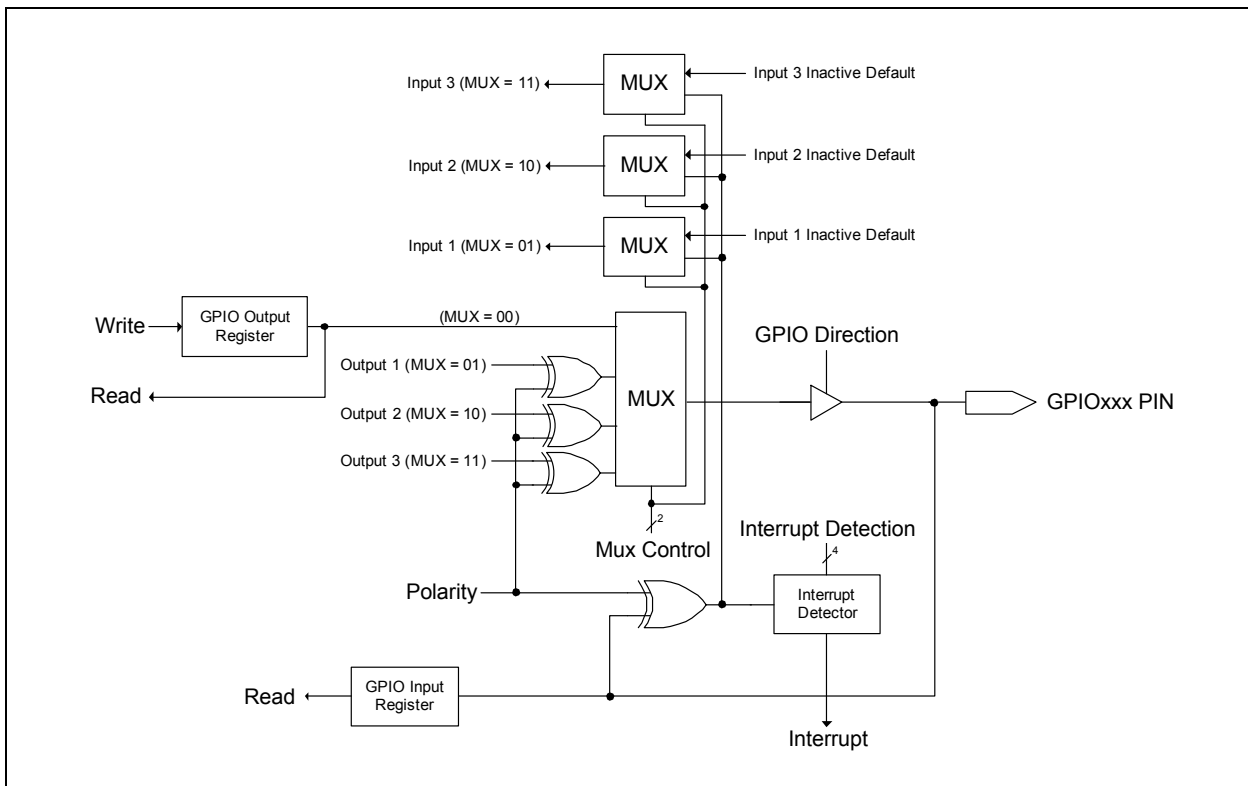 Input 3 (MUX = 11)
MUX
Input 3 Inactive Default
Input 2 (MUX = 10)
MUX
Input 2 Inactive Default
Input 1 (MUX = 01)
MUX
Input 1 Inactive Default
Write
GPIO Output
Register
(MUX = 00)
GPIO Direction
Read
Output 1 (MUX = 01)
MUX
GPIOxxx PIN
Output 2 (MUX = 10)
Output 3 (MUX = 11)
2
Mux Control
Interrupt Detection
4
Polarity
Interrupt
Detector
Read
GPIO Input
Register
Interrupt